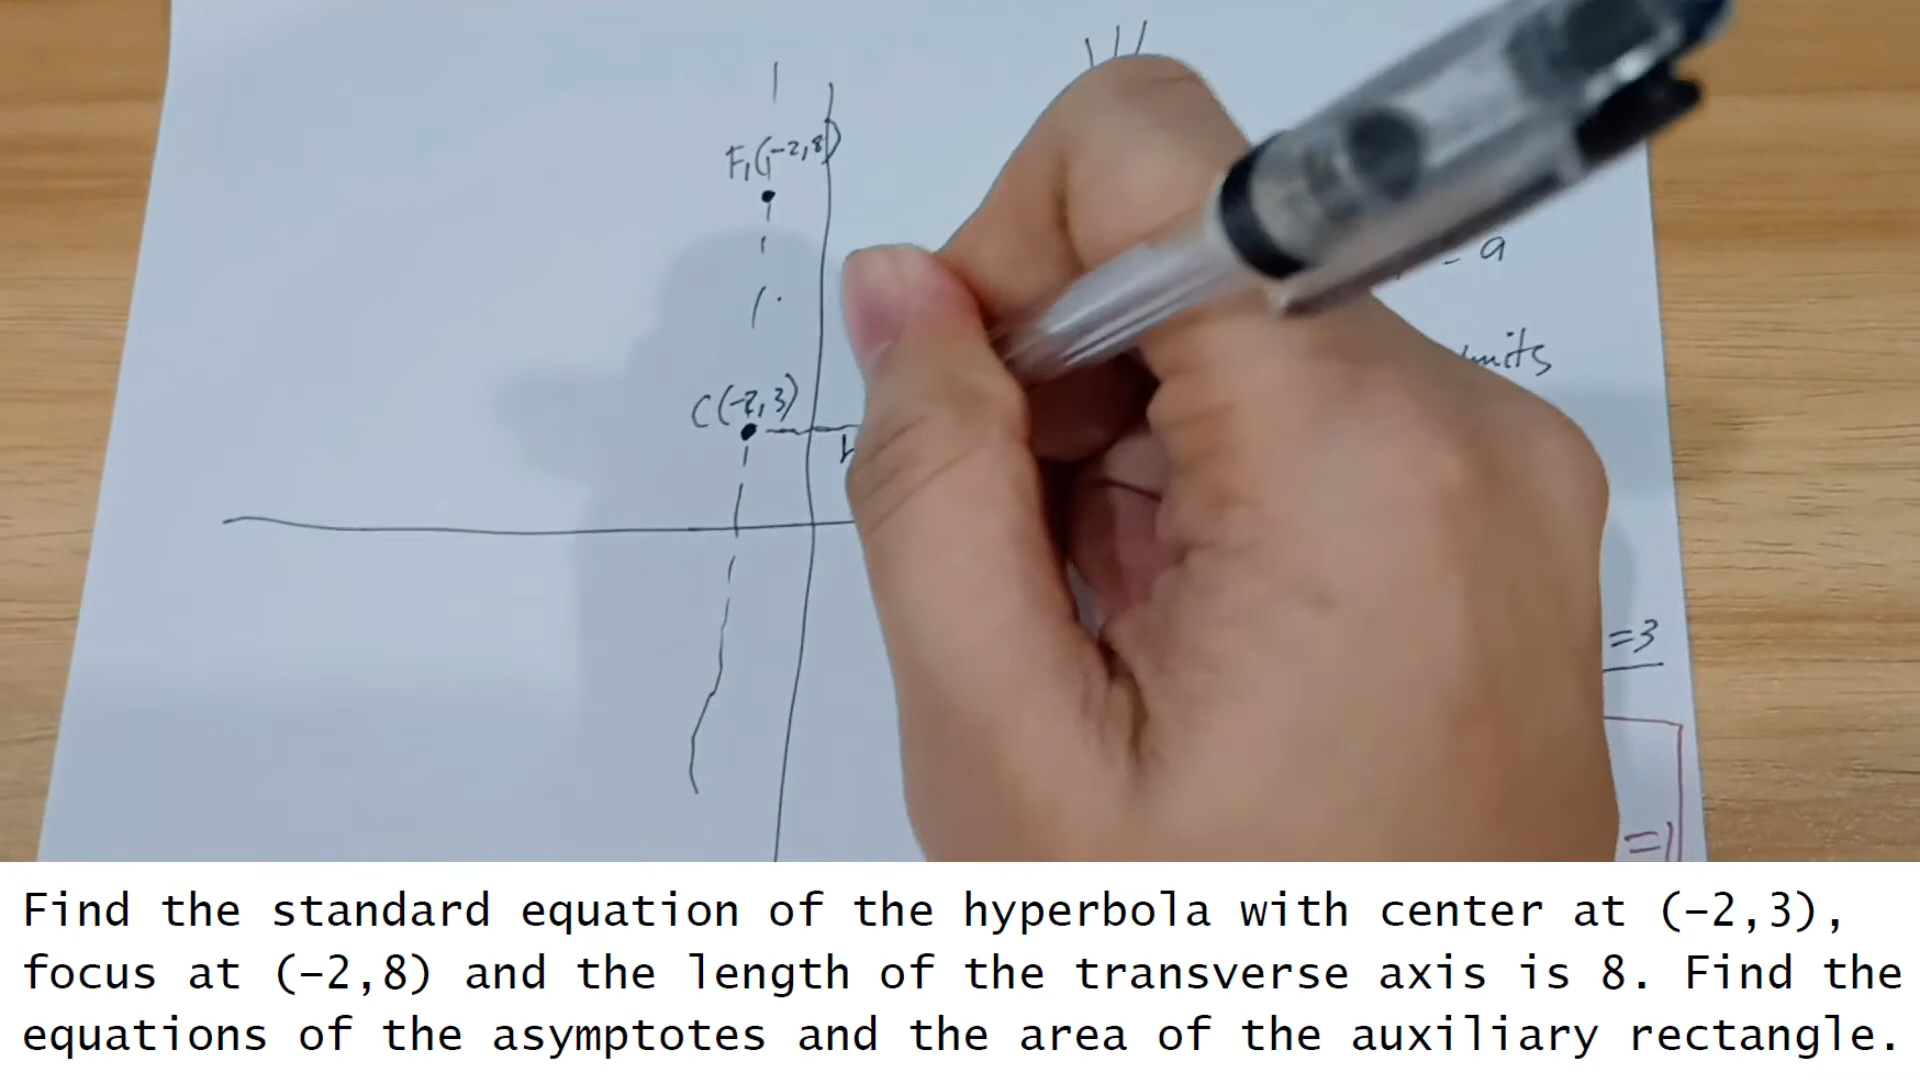 F₁(-2,8)
= a
units
C(-2,3)
=3
=1
Find the standard equation of the hyperbola with center at (-2,3),
focus at (-2,8) and the length of the transverse axis is 8. Find the
equations of the asymptotes and the area of the auxiliary rectangle.